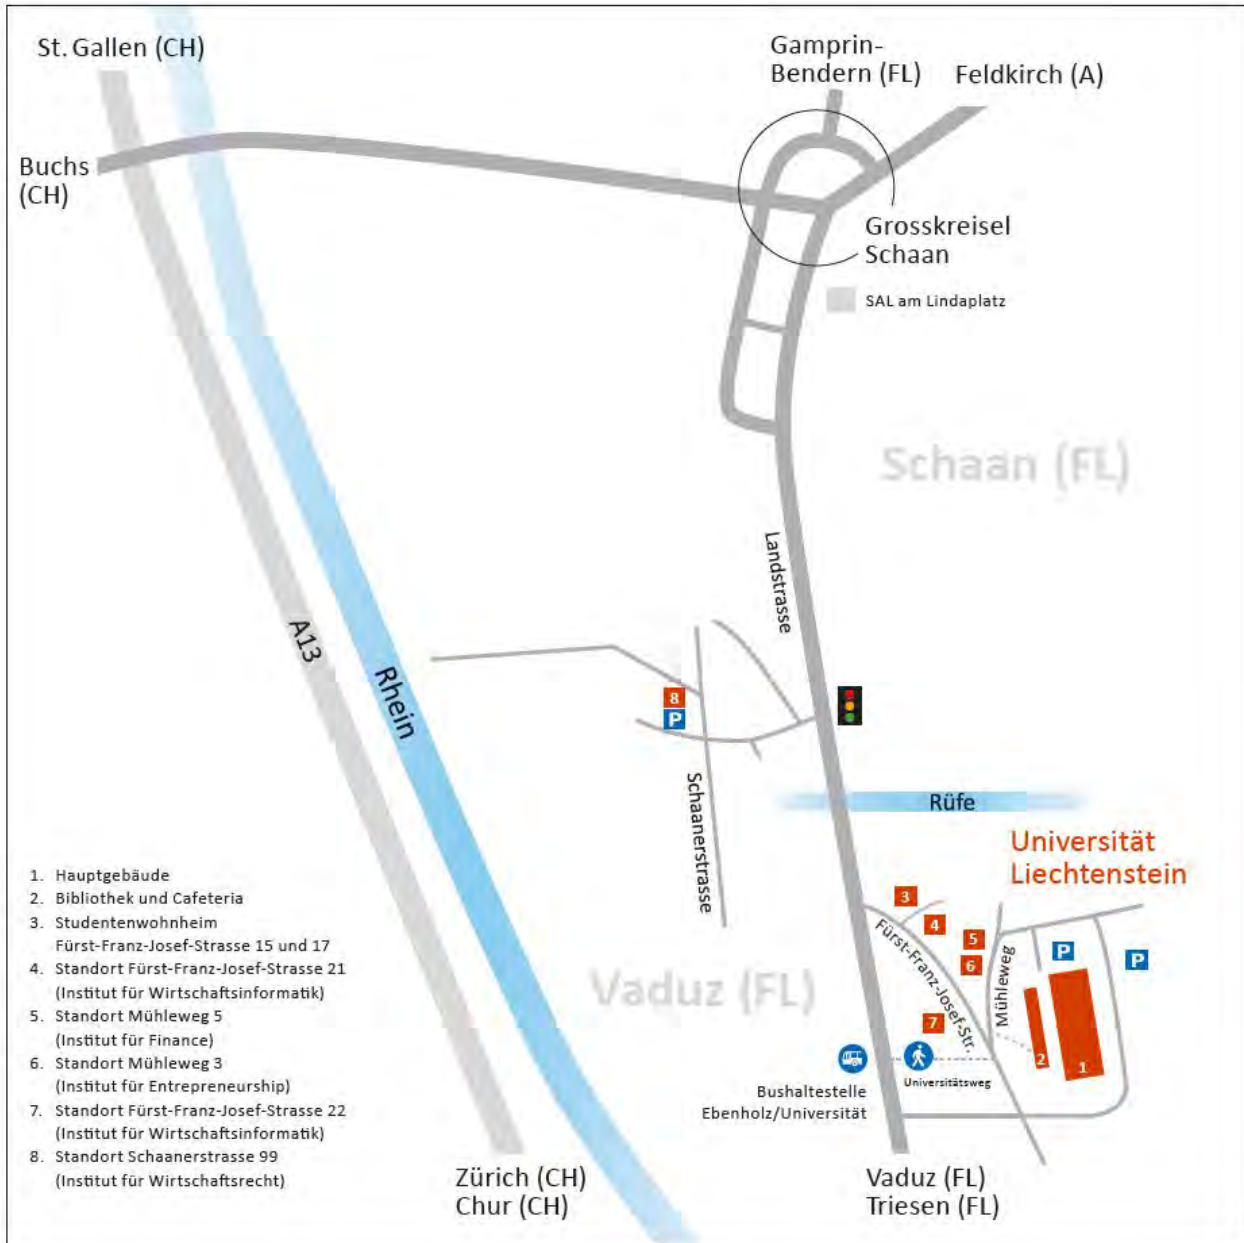 St. Gallen (CH)
Gamprin-
Bendern (FL)
Feldkirch (A)
Buchs
(CH)
Grosskreisel
Schaan
SAL am Lindaplatz
Schaan (FL)
Landstrasse
A13
Rhein
8
P
Schaanerstrasse
Rüfe
Universität
Liechtenstein
3
4
5
6
P
P
Fürst-Franz-Josef-Str.
Mühleweg
Vaduz (FL)
7
2
1
Universitätsweg
Bushaltestelle
Ebenholz/Universität
1. Hauptgebäude
2. Bibliothek und Cafeteria
3. Studentenwohnheim
Fürst-Franz-Josef-Strasse 15 und 17
4. Standort Fürst-Franz-Josef-Strasse 21
(Institut für Wirtschaftsinformatik)
5. Standort Mühleweg 5
(Institut für Finance)
6. Standort Mühleweg 3
(Institut für Entrepreneurship)
7. Standort Fürst-Franz-Josef-Strasse 22
(Institut für Wirtschaftsinformatik)
8. Standort Schaanerstrasse 99
(Institut für Wirtschaftsrecht)
Zürich (CH)
Chur (CH)
Vaduz (FL)
Triesen (FL)